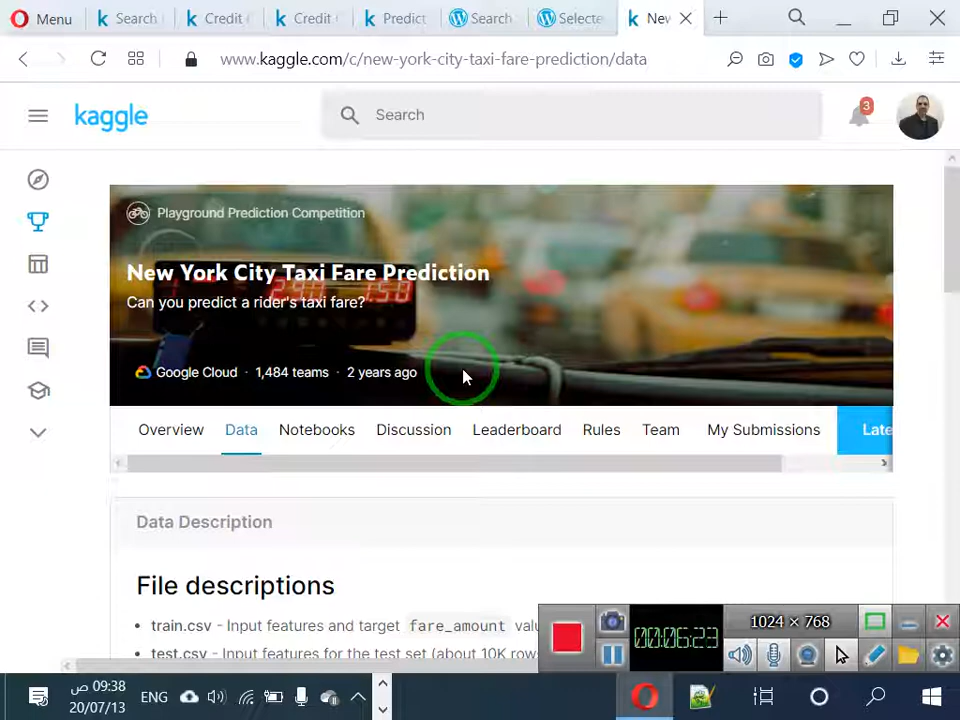 Menu
Search
Credit
Credit
Predict
Search
Selecte
New
www.kaggle.com/c/new-york-city-taxi-fare-prediction/data
kaggle
Search
3
Playground Prediction Competition
New York City Taxi Fare Prediction
Can you predict a rider's taxi fare?
Google Cloud · 1,484 teams · 2 years ago
Overview
Data
Notebooks
Discussion
Leaderboard
Rules
Team
My Submissions
Late
Data Description
File descriptions
• train.csv - Input features and target fare_amount valu
• test.csv - Input features for the test set (about 10K rows
00:06:23
1024 × 768
09:38 ص
20/07/13
ENG